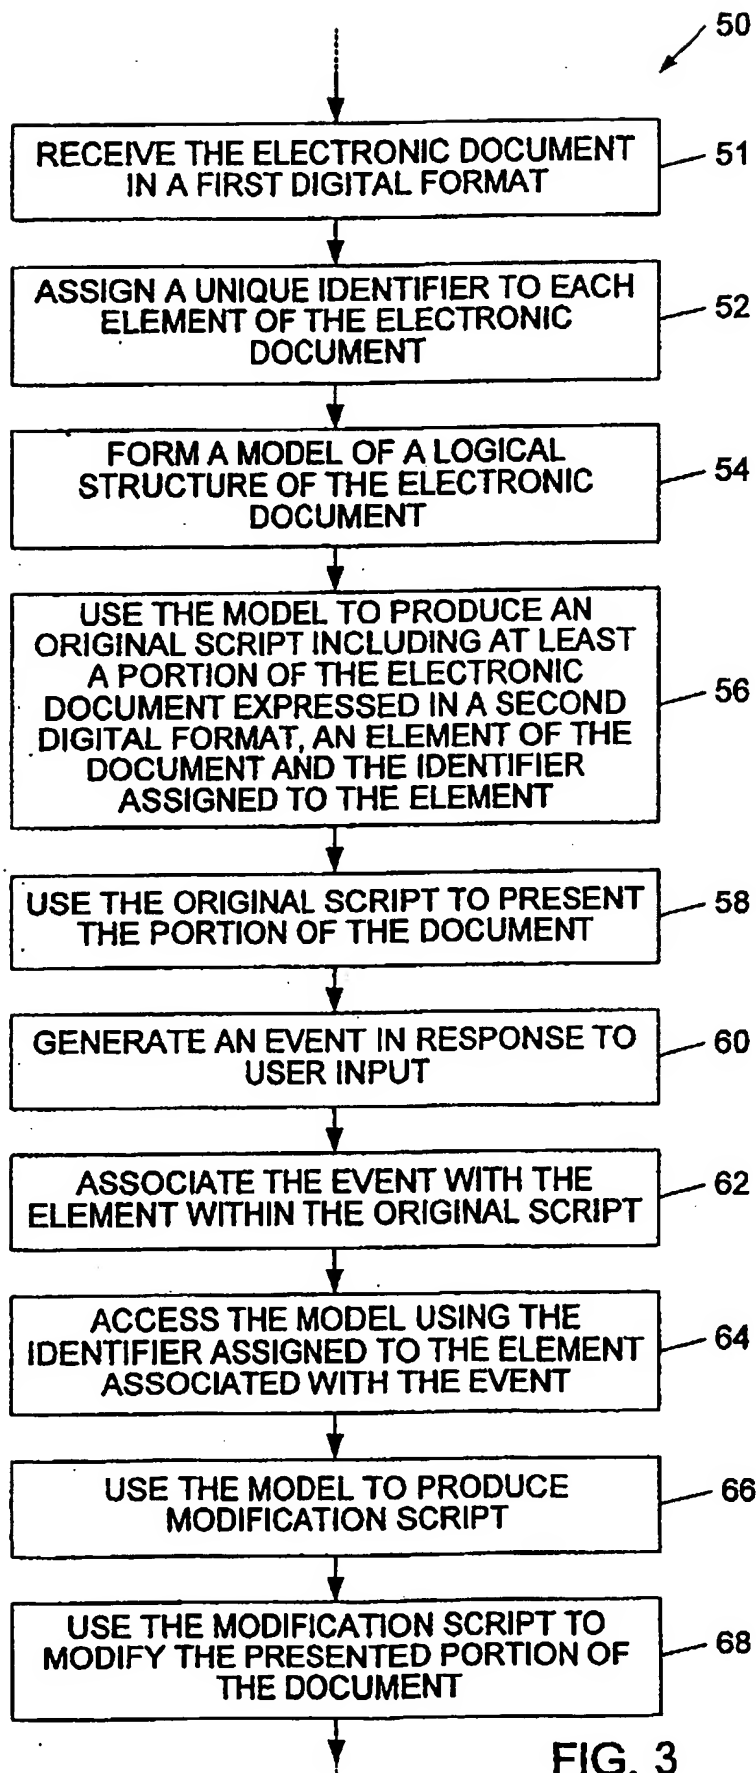 50
RECEIVE THE ELECTRONIC DOCUMENT
IN A FIRST DIGITAL FORMAT
51
ASSIGN A UNIQUE IDENTIFIER TO EACH
ELEMENT OF THE ELECTRONIC
DOCUMENT
52
FORM A MODEL OF A LOGICAL
STRUCTURE OF THE ELECTRONIC
DOCUMENT
54
USE THE MODEL TO PRODUCE AN
ORIGINAL SCRIPT INCLUDING AT LEAST
A PORTION OF THE ELECTRONIC
DOCUMENT EXPRESSED IN A SECOND
DIGITAL FORMAT, AN ELEMENT OF THE
DOCUMENT AND THE IDENTIFIER
ASSIGNED TO THE ELEMENT
56
USE THE ORIGINAL SCRIPT TO PRESENT
THE PORTION OF THE DOCUMENT
58
GENERATE AN EVENT IN RESPONSE TO
USER INPUT
60
ASSOCIATE THE EVENT WITH THE
ELEMENT WITHIN THE ORIGINAL SCRIPT
62
ACCESS THE MODEL USING THE
IDENTIFIER ASSIGNED TO THE ELEMENT
ASSOCIATED WITH THE EVENT
64
USE THE MODEL TO PRODUCE
MODIFICATION SCRIPT
66
USE THE MODIFICATION SCRIPT TO
MODIFY THE PRESENTED PORTION OF
THE DOCUMENT
68
FIG. 3